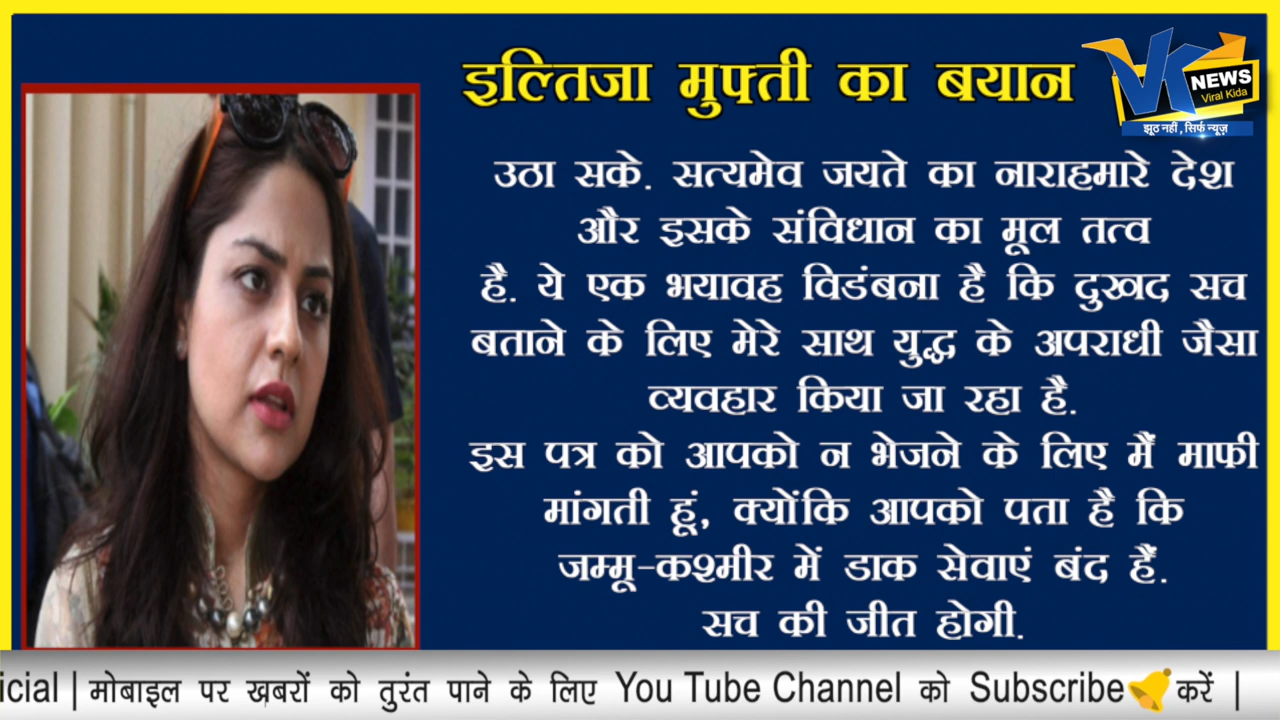 इल्तिजा मुफ्ती का बयान
VK NEWS
Viral Kida
झूठ नहीं, सिर्फ न्यूज़
उठा सके. सत्यमेव जयते का नाराहमारे देश
और इसके संविधान का मूल तत्व
है. ये एक भयावह विडंबना है कि दुखद सच
बताने के लिए मेरे साथ युद्ध के अपराधी जैसा
व्यवहार किया जा रहा है.
इस पत्र को आपको न भेजने के लिए मैं माफी
मांगती हूं, क्योंकि आपको पता है कि
जम्मू-कश्मीर में डाक सेवाएं बंद हैं.
सच की जीत होगी.
icial | मोबाइल पर ख़बरों को तुरंत पाने के लिए You Tube Channel को Subscribe करें |